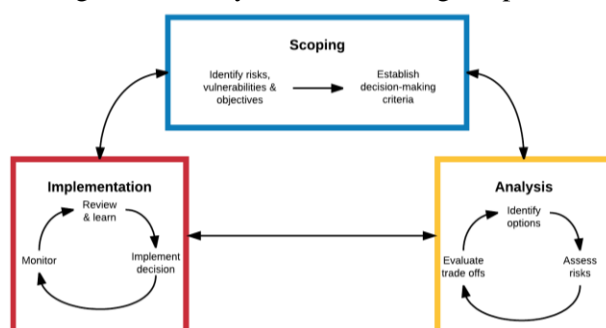 Scoping
Identify risks,
vulnerabilities &
objectives
Establish
decision-making
criteria
Implementation
Review
& learn
Monitor
Implement
decision
Analysis
Identify
options
Evaluate
trade offs
Assess
risks